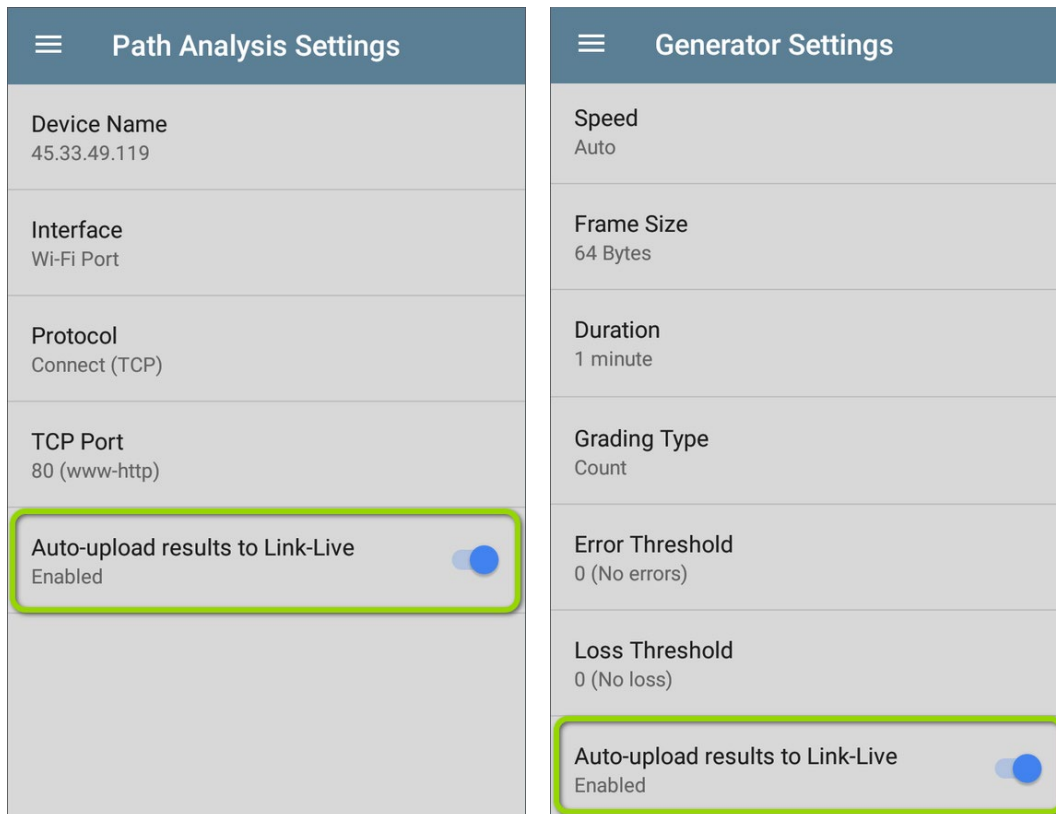 Path Analysis Settings
Device Name
45.33.49.119
Interface
Wi-Fi Port
Protocol
Connect (TCP)
TCP Port
80 (www-http)
Auto-upload results to Link-Live
Enabled
Generator Settings
Speed
Auto
Frame Size
64 Bytes
Duration
1 minute
Grading Type
Count
Error Threshold
0 (No errors)
Loss Threshold
0 (No loss)
Auto-upload results to Link-Live
Enabled